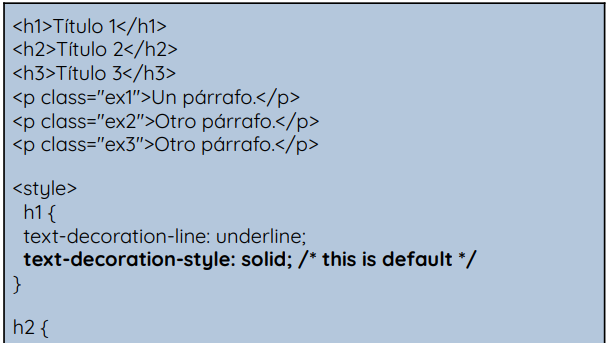 <h1>Título 1</h1>
<h2>Título 2</h2>
<h3>Título 3</h3>
<p class="ex1">Un párrafo.</p>
<p class="ex2">Otro párrafo.</p>
<p class="ex3">Otro párrafo.</p>
<style>
h1 {
text-decoration-line: underline;
text-decoration-style: solid; /* this is default */
}
h2 {